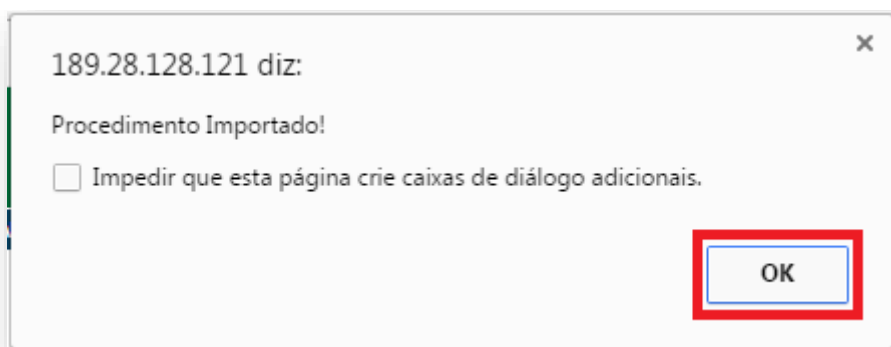 189.28.128.121 diz:
Procedimento Importado!
Impedir que esta página crie caixas de diálogo adicionais.
OK